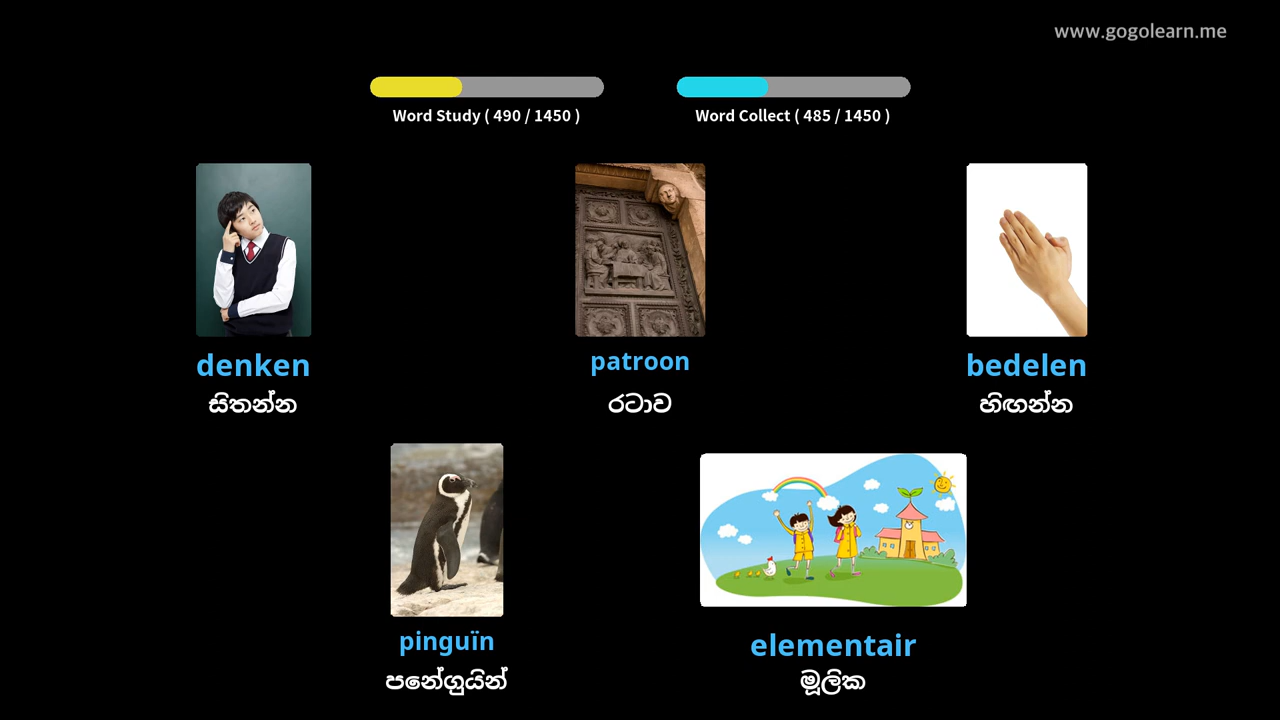 www.gogolearn.me
Word Study ( 490 / 1450 )
Word Collect ( 485 / 1450 )
denken
සිතන්න
patroon
රටාව
bedelen
හිඟන්න
pinguïn
පනේගුයින්
elementair
මූලික